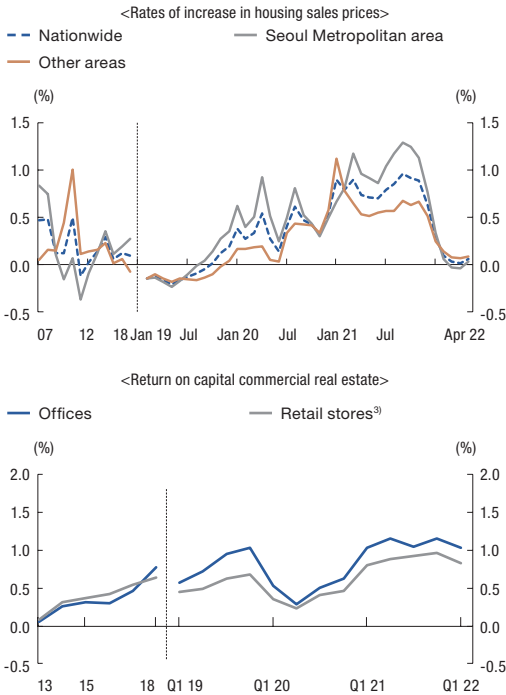 <Rates of increase in housing sales prices>
Nationwide Seoul Metropolitan area
Other areas
(%) (%)
1.5 1.5
1.0 1.0
0.5 0.5
0.0 0.0
-0.5 -0.5
07 12 18 Jan 19 Jul Jan 20 Jul Jan 21 Jul Apr 22
<Return on capital commercial real estate>
Offices Retail stores3)
(%) (%)
2.0 2.0
1.5 1.5
1.0 1.0
0.5 0.5
0.0 0.0
-0.5 -0.5
13 15 18 Q1 19 Q1 20 Q1 21 Q1 22